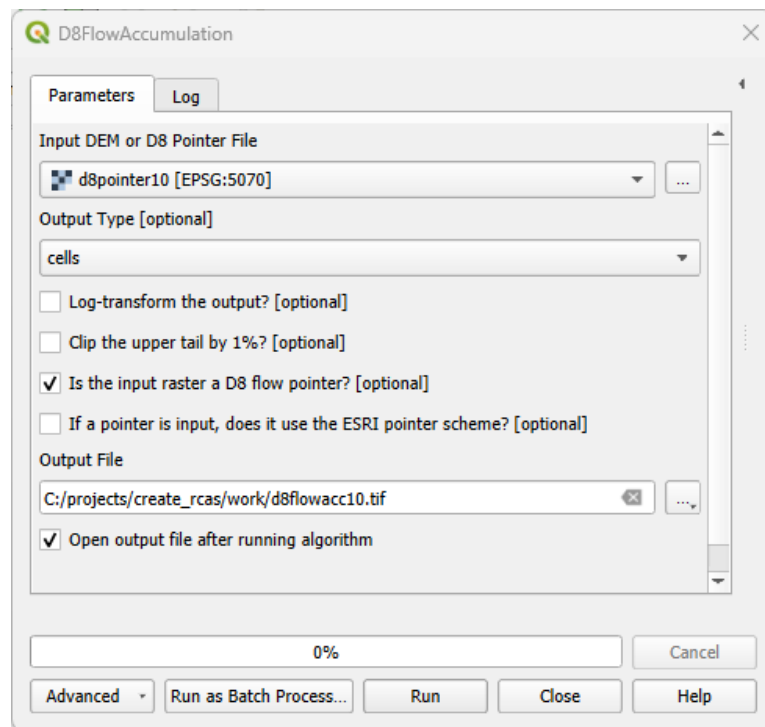 D8FlowAccumulation
Parameters
Log
Input DEM or D8 Pointer File
d8pointer10 [EPSG:5070]
...
Output Type [optional]
cells
Log-transform the output? [optional]
Clip the upper tail by 1%? [optional]
Is the input raster a D8 flow pointer? [optional]
If a pointer is input, does it use the ESRI pointer scheme? [optional]
Output File
C:/projects/create_rcas/work/d8flowacc10.tif
...
Open output file after running algorithm
0%
Cancel
Advanced
Run as Batch Process...
Run
Close
Help